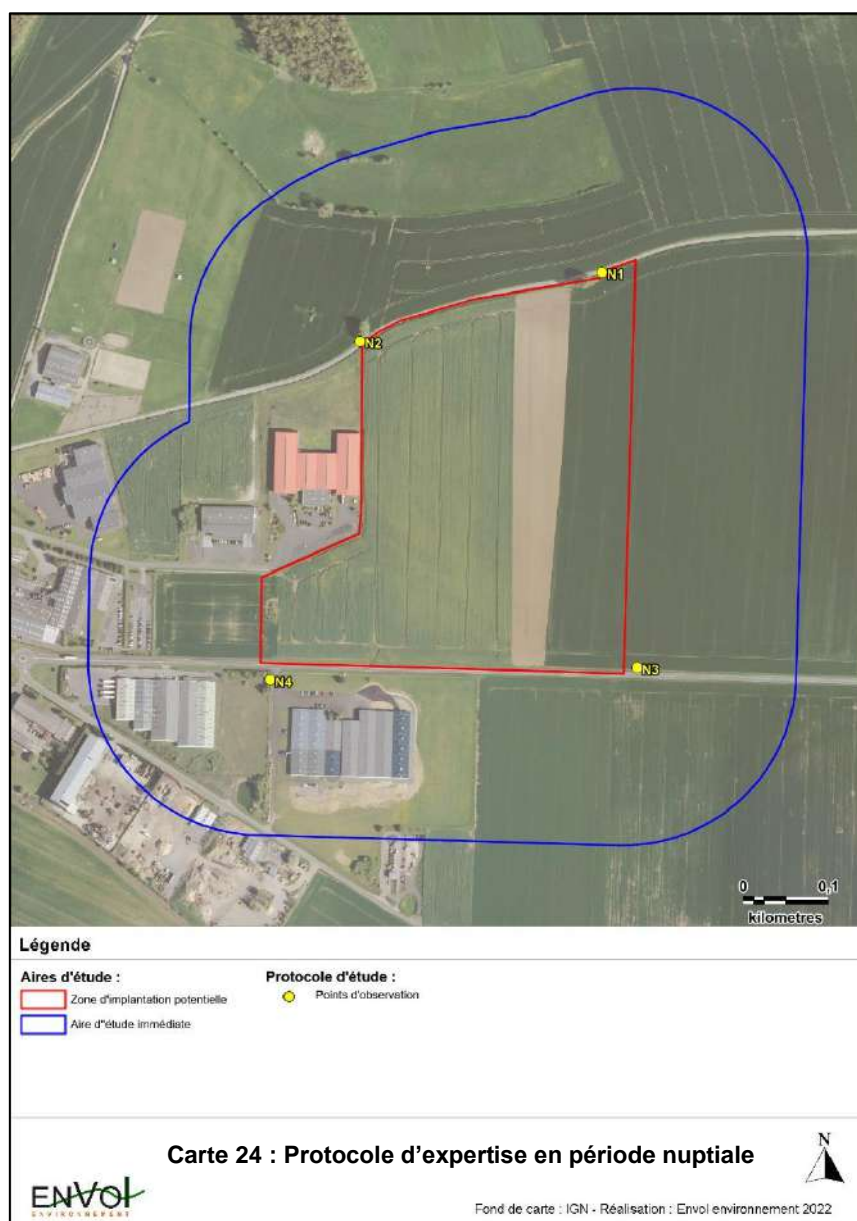 N1
N2
N3
N4
0 0,1
kilometres
Légende
Aires d'étude :
Zone d'implantation potentielle
Aire d"étude immédiate
Protocole d'étude :
Points d'observation
Carte 24 : Protocole d'expertise en période nuptiale
N
ENVOL
ENVIRONNEMENT
Fond de carte : IGN - Réalisation : Envol environnement 2022